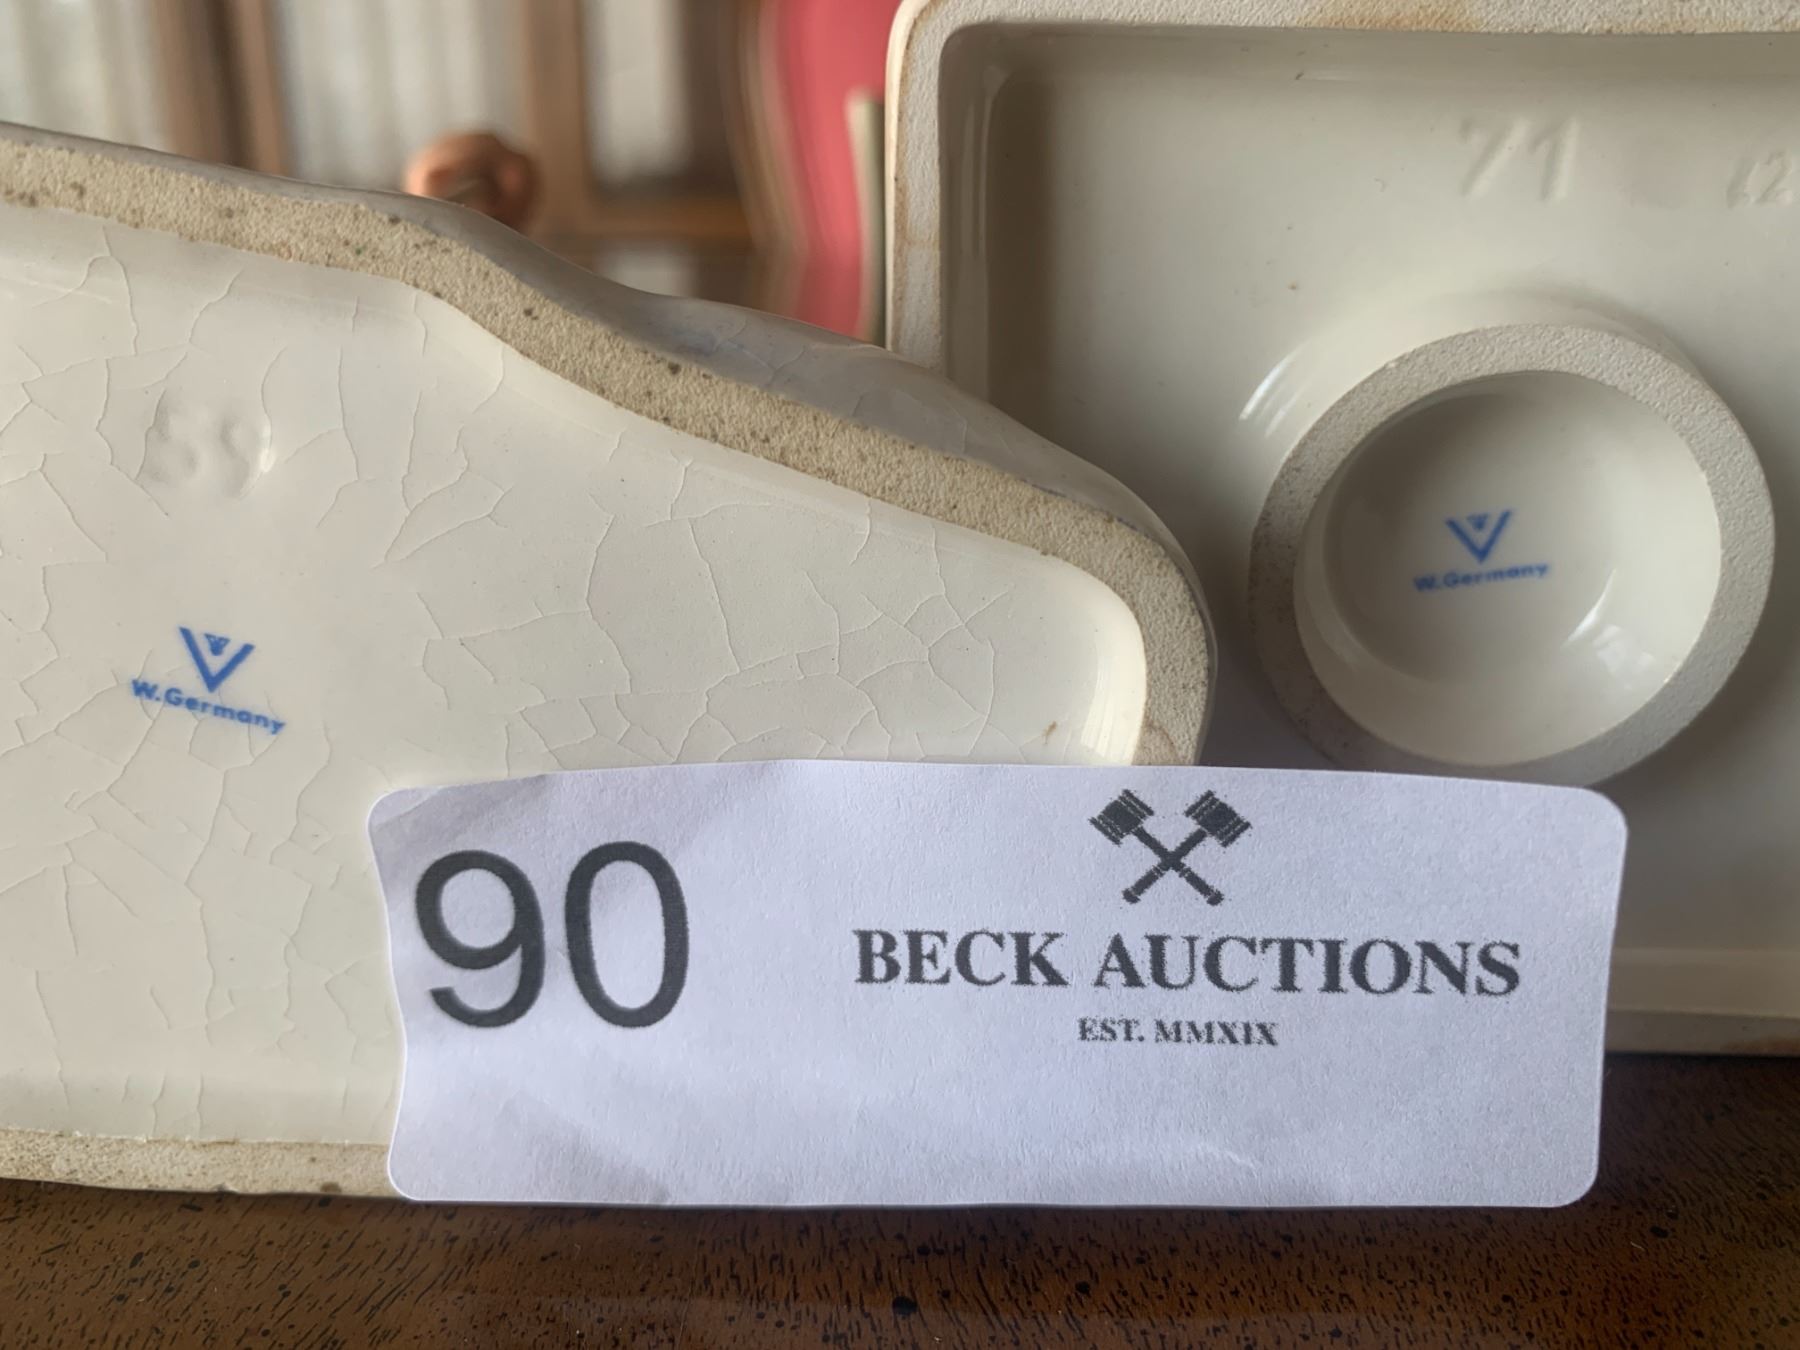 71
W. Germany
W. Germany
90
BECK AUCTIONS
EST. MMXIX